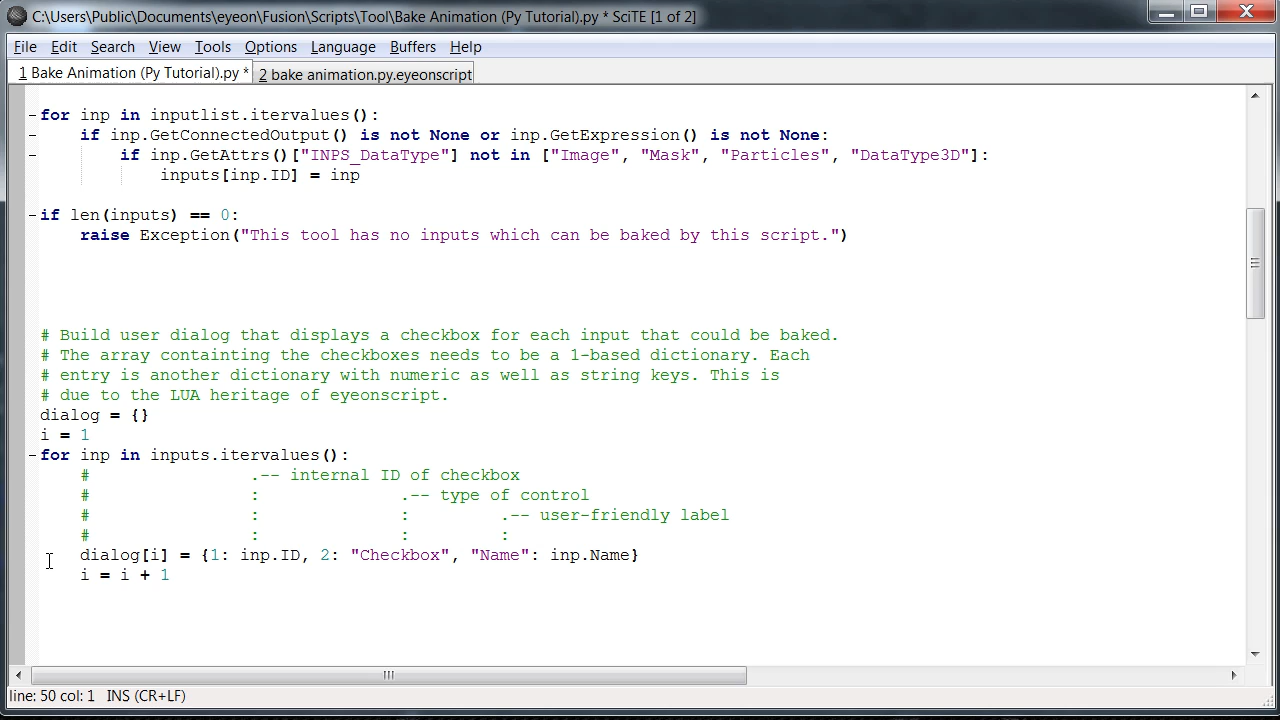 C:\Users\Public\Documents\eyeon\Fusion\Scripts\Tool\Bake Animation (Py Tutorial).py * SciTE [1 of 2]
File Edit Search View Tools Options Language Buffers Help
1 Bake Animation (Py Tutorial).py * 2 bake animation.py.eyeonscript
for inp in inputlist.itervalues():
    if inp.GetConnectedOutput() is not None or inp.GetExpression() is not None:
        if inp.GetAttrs()["INPS_DataType"] not in ["Image", "Mask", "Particles", "DataType3D"]:
            inputs[inp.ID] = inp
if len(inputs) == 0:
    raise Exception("This tool has no inputs which can be baked by this script.")
# Build user dialog that displays a checkbox for each input that could be baked.
# The array containting the checkboxes needs to be a 1-based dictionary. Each
# entry is another dictionary with numeric as well as string keys. This is
# due to the LUA heritage of eyeonscript.
dialog = {}
i = 1
for inp in inputs.itervalues():
    #                .-- internal ID of checkbox
    #                :              .-- type of control
    #                :              :         .-- user-friendly label
    #                :              :         :
    dialog[i] = {1: inp.ID, 2: "Checkbox", "Name": inp.Name}
    i = i + 1
line: 50 col: 1 INS (CR+LF)